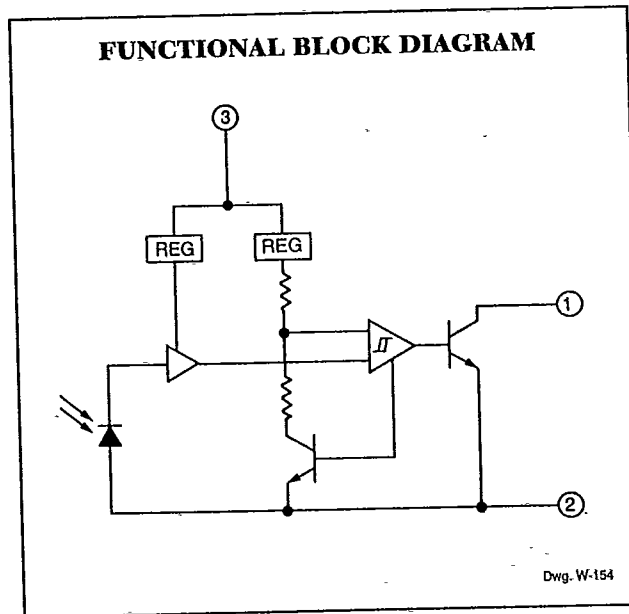 FUNCTIONAL BLOCK DIAGRAM
3
REG REG
1
2
Dwg. W-154